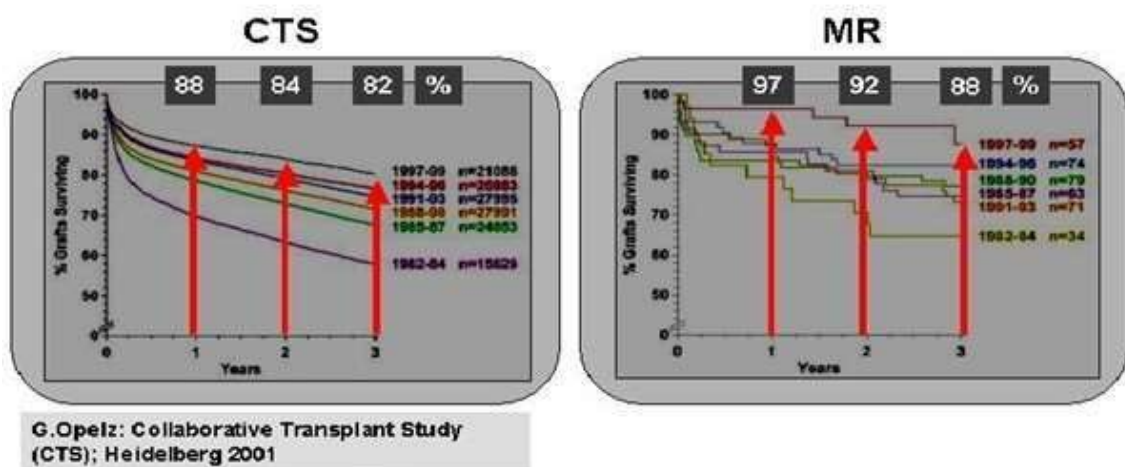 CTS
MR
88 84 82 %
97 92 88 %
% Grafts Surviving
100
90
80
70
60
50
0
0 1 2 3
Years
1997-99 n=21086
1994-96
1991-93
1985-87
1982-84
% Grafts Surviving
100
90
80
70
60
50
0
0 1 2 3
Years
1997-99 n=57
1994-96 n=74
1988-90 n=79
1985-87 n=63
1991-93 n=71
1982-84 n=34
G.Opelz: Collaborative Transplant Study
(CTS); Heidelberg 2001